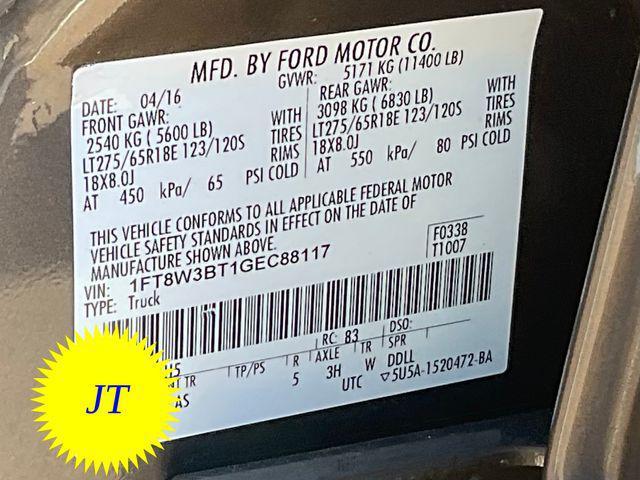 MFD. BY FORD MOTOR CO.
DATE: 04/16 GVWR: 5171 KG (11400 LB)
FRONT GAWR: REAR GAWR:
2540 KG ( 5600 LB) WITH 3098 KG ( 6830 LB) WITH
LT275/65R18E 123/120S TIRES LT275/65R18E 123/120S TIRES
18X8.0J RIMS 18X8.0J RIMS
AT 450 kPa/ 65 PSI COLD AT 550 kPa/ 80 PSI COLD
THIS VEHICLE CONFORMS TO ALL APPLICABLE FEDERAL MOTOR
VEHICLE SAFETY STANDARDS IN EFFECT ON THE DATE OF
MANUFACTURE SHOWN ABOVE.
F0338
T1007
VIN: 1FT8W3BT1GEC88117
TYPE: Truck
RC: 83 DSO:
NT TR TP/PS R AXLE TR SPR
AS 5 3H W DDLL
UTC ▽5U5A-1520472-BA
JT